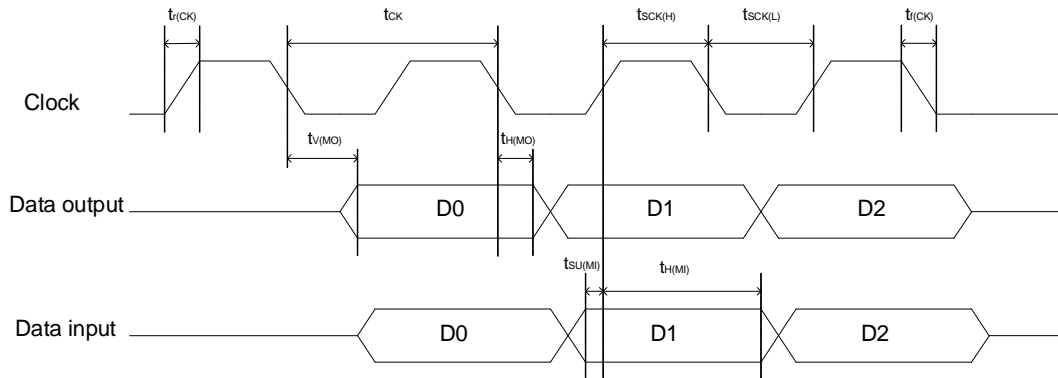 tr(CK) tCK tSCK(H) tSCK(L) tf(CK)
Clock
tV(MO) tH(MO)
Data output D0 D1 D2
tSU(MI) tH(MI)
Data input D0 D1 D2